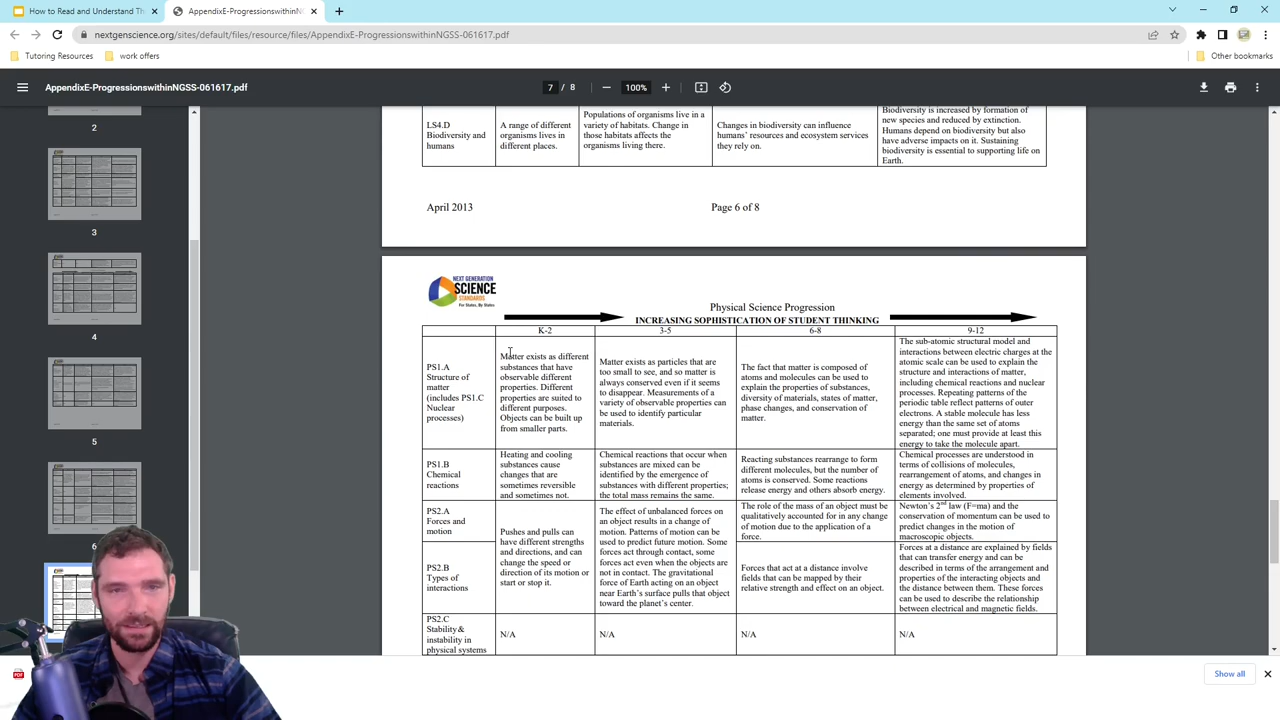 How to Read and Understand Th
AppendixE-ProgressionswithinNG
nextgenscience.org/sites/default/files/resource/files/AppendixE-ProgressionswithinNGSS-061617.pdf
Tutoring Resources
work offers
Other bookmarks
AppendixE-ProgressionswithinNGSS-061617.pdf
7 / 8
100%
2
3
4
5
6
LS4.D
Biodiversity and
humans
A range of different
organisms lives in
different places.
Populations of organisms live in a
variety of habitats. Change in
those habitats affects the
organisms living there.
Changes in biodiversity can influence
humans' resources and ecosystem services
they rely on.
Biodiversity is increased by formation of
new species and reduced by extinction.
Humans depend on biodiversity but also
have adverse impacts on it. Sustaining
biodiversity is essential to supporting life on
Earth.
April 2013
Page 6 of 8
NEXT GENERATION
SCIENCE
STANDARDS
For States, By States
Physical Science Progression
INCREASING SOPHISTICATION OF STUDENT THINKING
K-2
3-5
6-8
9-12
PS1.A
Structure of
matter
(includes PS1.C
Nuclear
processes)
Matter exists as different
substances that have
observable different
properties. Different
properties are suited to
different purposes.
Objects can be built up
from smaller parts.
Matter exists as particles that are
too small to see, and so matter is
always conserved even if it seems
to disappear. Measurements of a
variety of observable properties can
be used to identify particular
materials.
The fact that matter is composed of
atoms and molecules can be used to
explain the properties of substances,
diversity of materials, states of matter,
phase changes, and conservation of
matter.
The sub-atomic structural model and
interactions between electric charges at the
atomic scale can be used to explain the
structure and interactions of matter,
including chemical reactions and nuclear
processes. Repeating patterns of the
periodic table reflect patterns of outer
electrons. A stable molecule has less
energy than the same set of atoms
separated; one must provide at least this
energy to take the molecule apart.
PS1.B
Chemical
reactions
Heating and cooling
substances cause
changes that are
sometimes reversible
and sometimes not.
Chemical reactions that occur when
substances are mixed can be
identified by the emergence of
substances with different properties;
the total mass remains the same.
Reacting substances rearrange to form
different molecules, but the number of
atoms is conserved. Some reactions
release energy and others absorb energy.
Chemical processes are understood in
terms of collisions of molecules,
rearrangement of atoms, and changes in
energy as determined by properties of
elements involved.
PS2.A
Forces and
motion
Pushes and pulls can
have different strengths
and directions, and can
change the speed or
direction of its motion or
start or stop it.
The effect of unbalanced forces on
an object results in a change of
motion. Patterns of motion can be
used to predict future motion. Some
forces act through contact, some
forces act even when the objects are
not in contact. The gravitational
force of Earth acting on an object
near Earth's surface pulls that object
toward the planet's center.
The role of the mass of an object must be
qualitatively accounted for in any change
of motion due to the application of a
force.
Newton's 2nd law (F=ma) and the
conservation of momentum can be used to
predict changes in the motion of
macroscopic objects.
PS2.B
Types of
interactions
Forces that act at a distance involve
fields that can be mapped by their
relative strength and effect on an object.
Forces at a distance are explained by fields
that can transfer energy and can be
described in terms of the arrangement and
properties of the interacting objects and
the distance between them. These forces
can be used to describe the relationship
between electrical and magnetic fields.
PS2.C
Stability &
instability in
physical systems
N/A
N/A
N/A
N/A
Show all